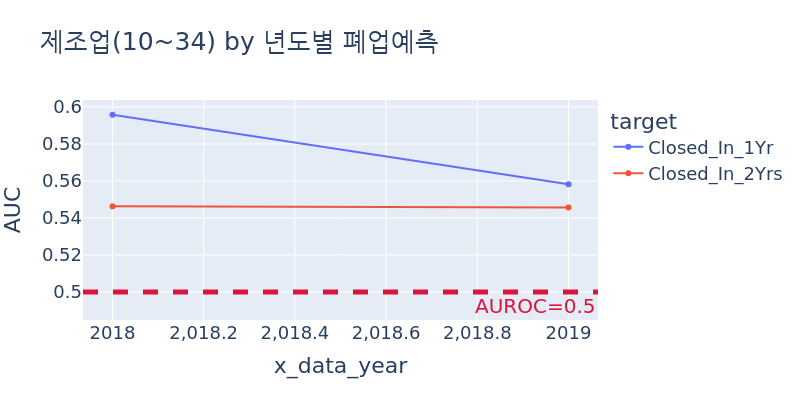 제조업(10~34) by 년도별 폐업예측
0.6
0.58
0.56
0.54
0.52
0.5
AUC
AUROC=0.5
2018
2,018.2
2,018.4
2,018.6
2,018.8
2019
x_data_year
target
Closed_In_1Yr
Closed_In_2Yrs